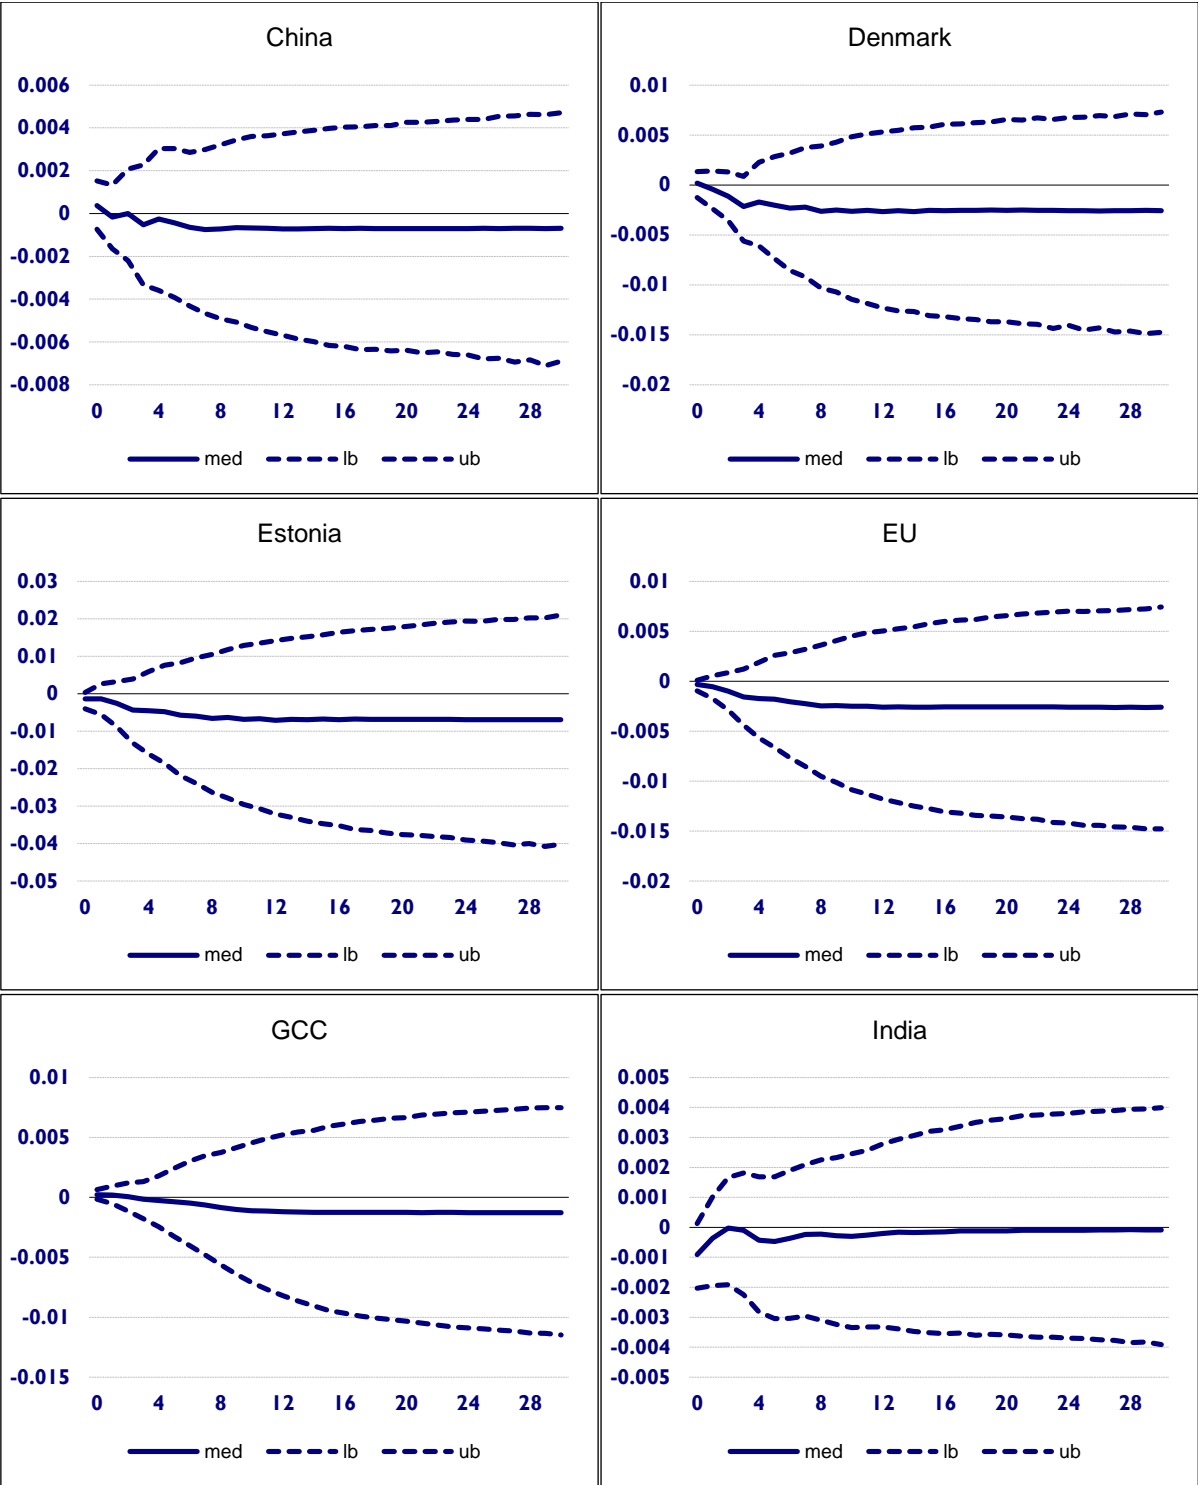 China
0.006
0.004
0.002
0
-0.002
-0.004
-0.006
-0.008
0 4 8 12 16 20 24 28
med lb ub
Denmark
0.01
0.005
0
-0.005
-0.01
-0.015
-0.02
0 4 8 12 16 20 24 28
med lb ub
Estonia
0.03
0.02
0.01
0
-0.01
-0.02
-0.03
-0.04
-0.05
0 4 8 12 16 20 24 28
med lb ub
EU
0.01
0.005
0
-0.005
-0.01
-0.015
-0.02
0 4 8 12 16 20 24 28
med lb ub
GCC
0.01
0.005
0
-0.005
-0.01
-0.015
0 4 8 12 16 20 24 28
med lb ub
India
0.005
0.004
0.003
0.002
0.001
0
-0.001
-0.002
-0.003
-0.004
-0.005
0 4 8 12 16 20 24 28
med lb ub